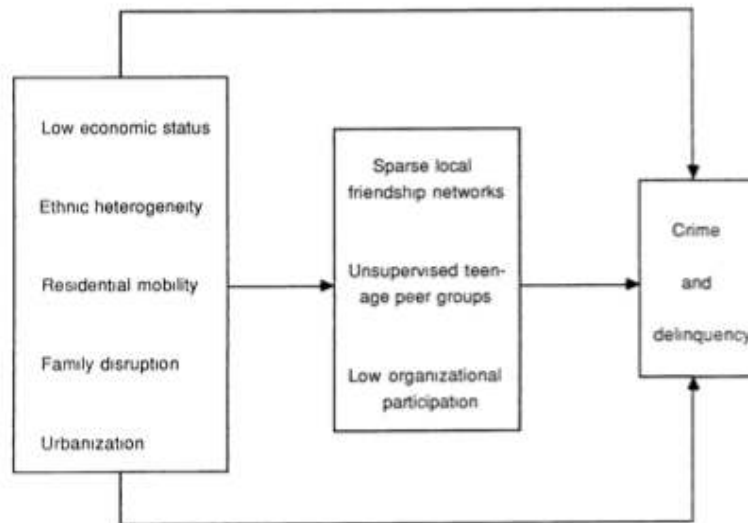 Low economic status
Ethnic heterogeneity
Residential mobility
Family disruption
Urbanization
Sparse local
friendship networks
Unsupervised teen-
age peer groups
Low organizational
participation
Crime
and
delinquency